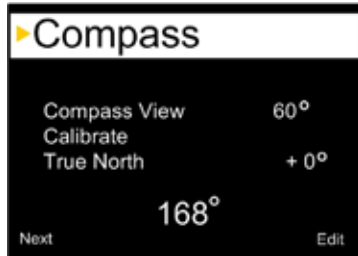 Compass
Compass View 60°
Calibrate
True North + 0°
168°
Next Edit